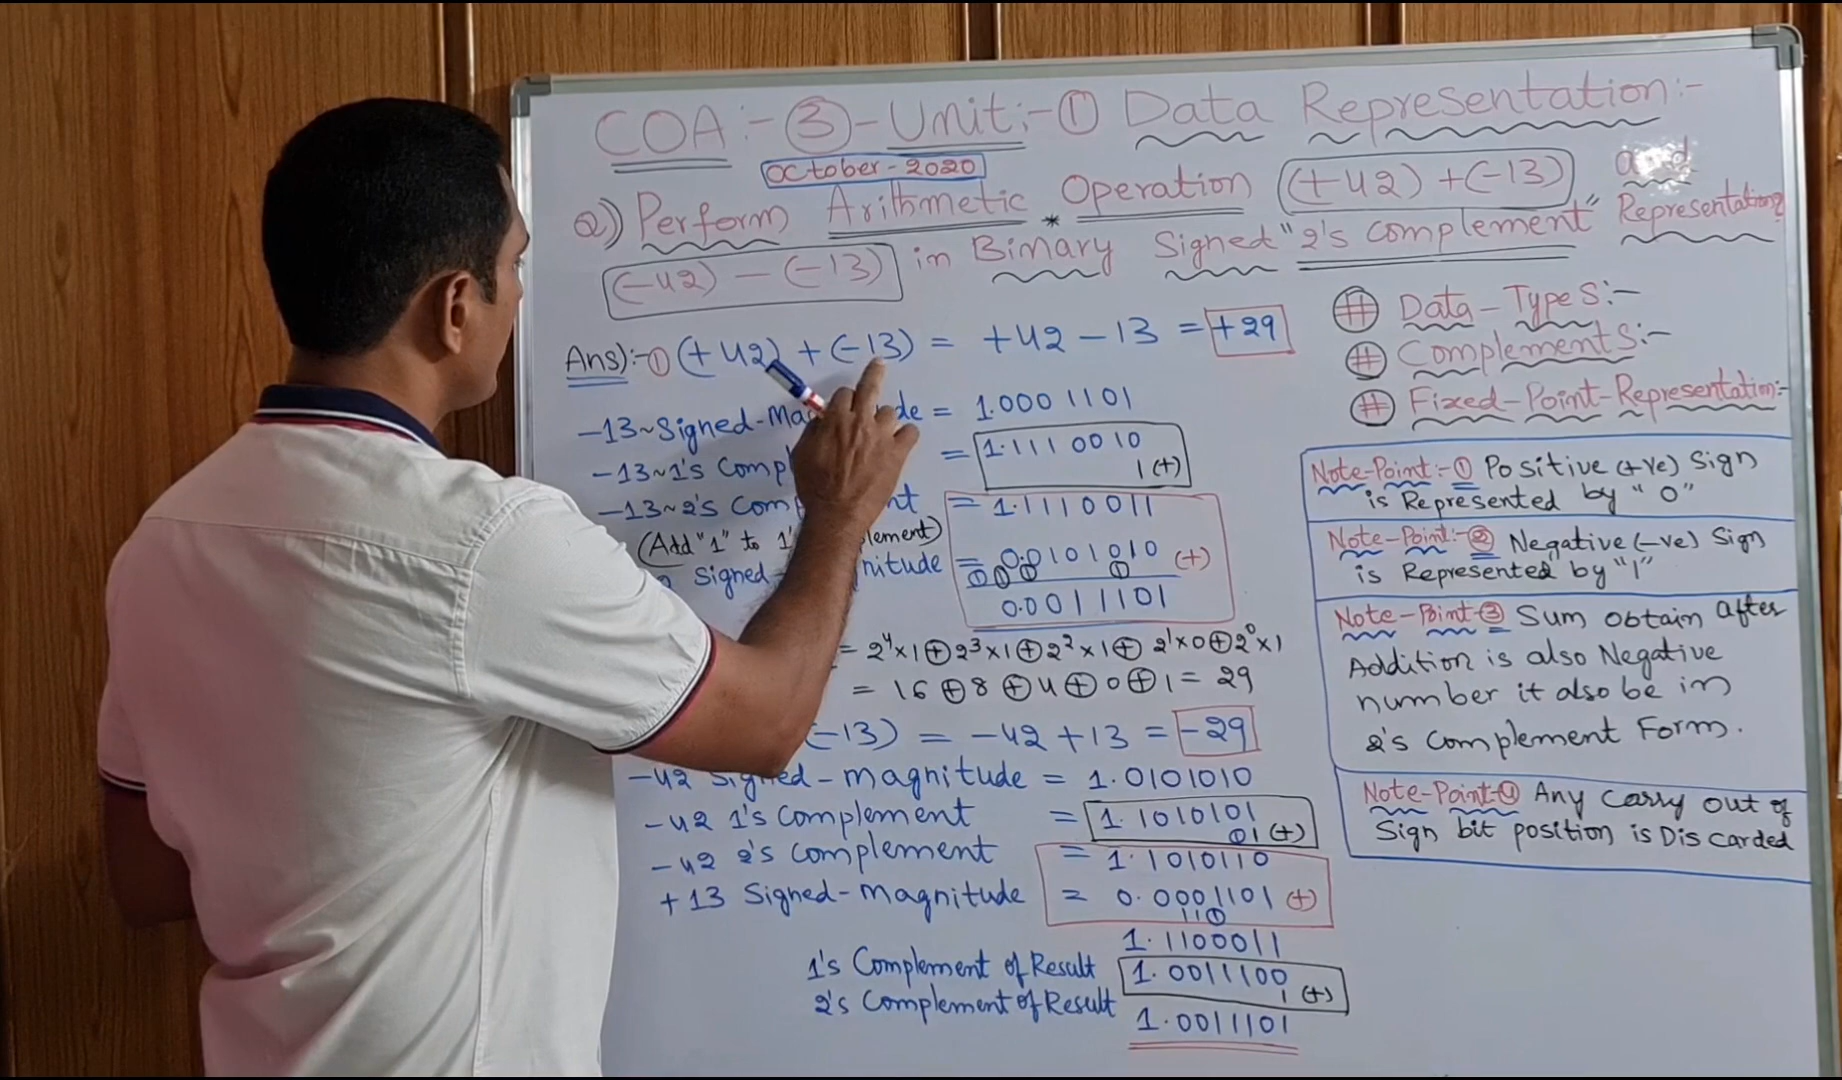 COA:- ③-Unit:-① Data Representation:-
October-2020
Q)) Perform Arithmetic * Operation (+42) +(-13) and
(-42) - (-13) in Binary Signed "2's complement" Representation?
Ans):-① (+42) + (-13) = +42 - 13 = +29
-13~Signed-Ma de = 1.0001101
-13~1's Comp = 1.1110010
1 (+)
-13~2's Com nt = 1.1110011
(Add "1" to 1' lement)
Signed- nitude = 0.0101010 (+)
0.0011101
= 2⁴×1⊕2³×1⊕2²×1⊕2¹×0⊕2⁰×1
= 16⊕8⊕4⊕0⊕1 = 29
(-13) = -42 +13 = -29
-42 Signed-magnitude = 1.0101010
-42 1's Complement = 1.1010101
01 (+)
-42 2's complement = 1.1010110
+13 Signed-magnitude = 0.0001101 (+)
1.1100011
1's Complement of Result 1.0011100
1 (+)
2's Complement of Result 1.0011101
# Data-Types:-
# Complements:-
# Fixed-Point-Representation:-
Note-Point:-① Positive (+ve) Sign
is Represented by "0"
Note-Point:-② Negative (-ve) Sign
is Represented by "1"
Note-Point-③ Sum obtain after
Addition is also Negative
number it also be in
2's Complement Form.
Note-Point-④ Any Carry out of
Sign bit position is Discarded